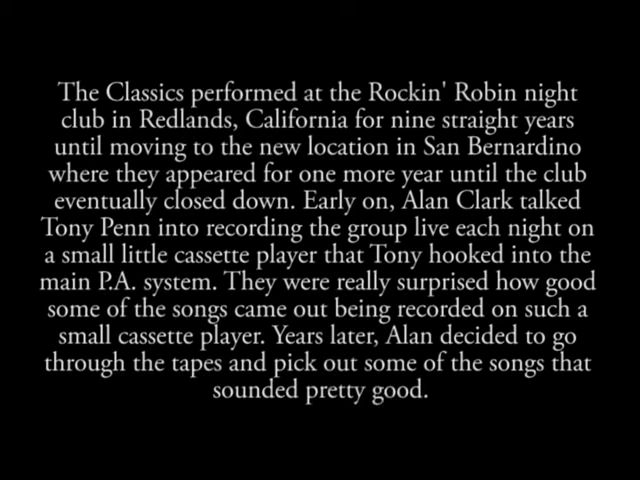 The Classics performed at the Rockin' Robin night
club in Redlands, California for nine straight years
until moving to the new location in San Bernardino
where they appeared for one more year until the club
eventually closed down. Early on, Alan Clark talked
Tony Penn into recording the group live each night on
a small little cassette player that Tony hooked into the
main P.A. system. They were really surprised how good
some of the songs came out being recorded on such a
small cassette player. Years later, Alan decided to go
through the tapes and pick out some of the songs that
sounded pretty good.